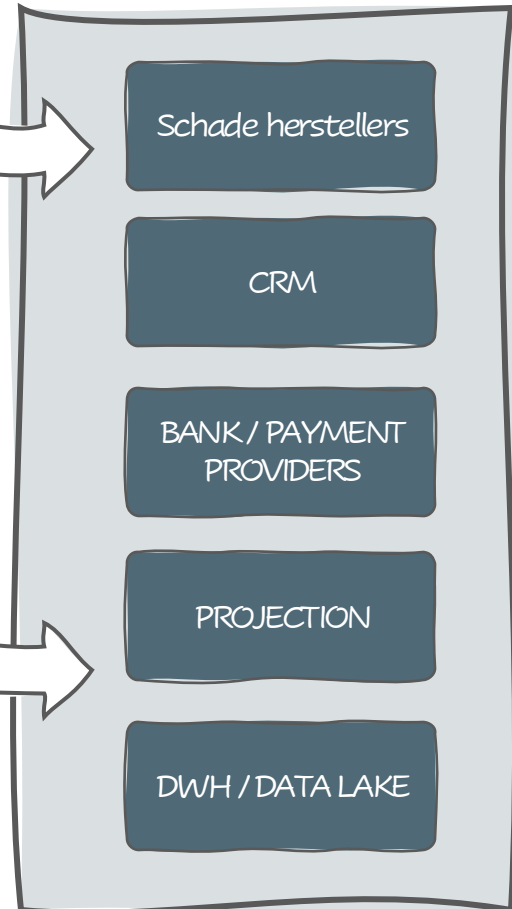 Schade herstellers
CRM
BANK / PAYMENT
PROVIDERS
PROJECTION
DWH / DATA LAKE